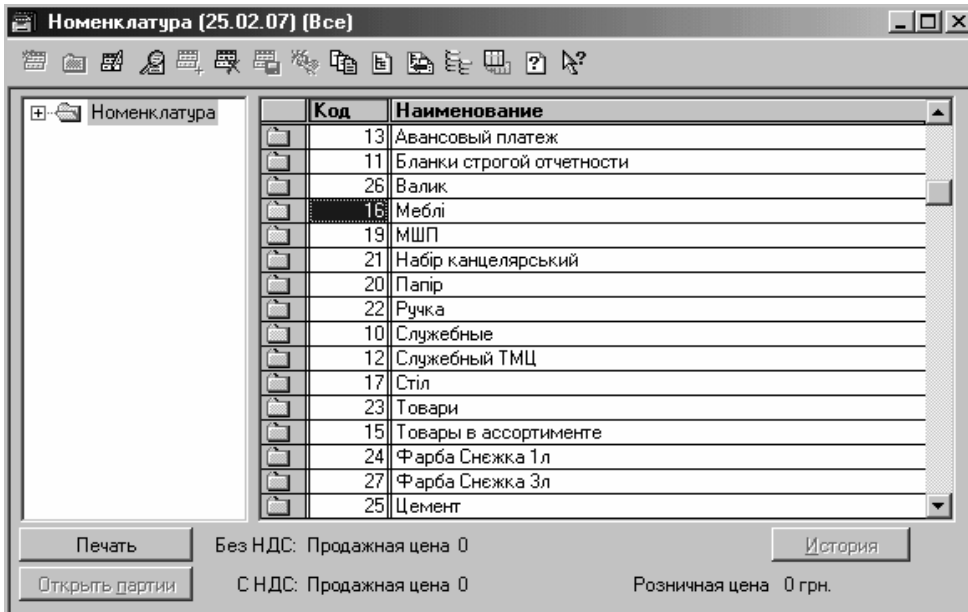 Номенклатура (25.02.07) (Все)
Номенклатура
Код Наименование
13 Авансовый платеж
11 Бланки строгой отчетности
26 Валик
16 Меблі
19 МШП
21 Набір канцелярський
20 Папір
22 Ручка
10 Служебные
12 Служебный ТМЦ
17 Стіл
23 Товари
15 Товары в ассортименте
24 Фарба Снєжка 1л
27 Фарба Снєжка 3л
25 Цемент
Печать Без НДС: Продажная цена 0 История
Открыть партии С НДС: Продажная цена 0 Розничная цена 0 грн.